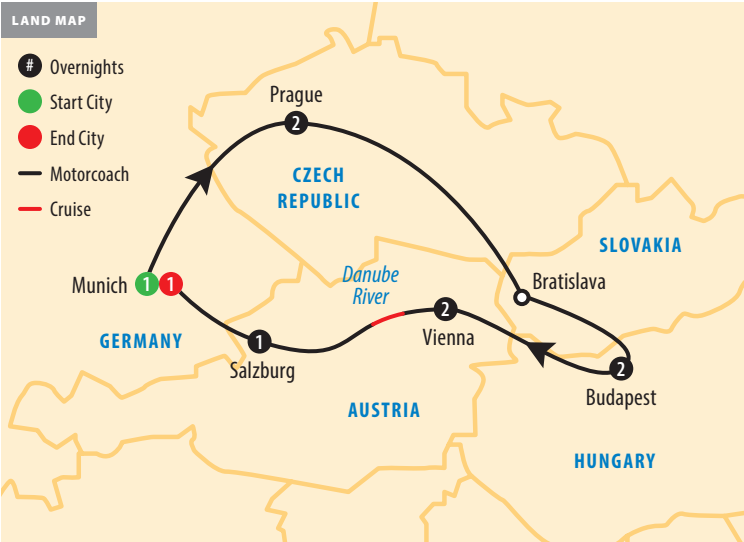 LAND MAP
# Overnights
Start City
End City
Motorcoach
Cruise
Prague
2
CZECH
REPUBLIC
SLOVAKIA
Munich 1 1
Danube
River
Bratislava
2
Vienna
GERMANY
1
Salzburg
2
Budapest
AUSTRIA
HUNGARY